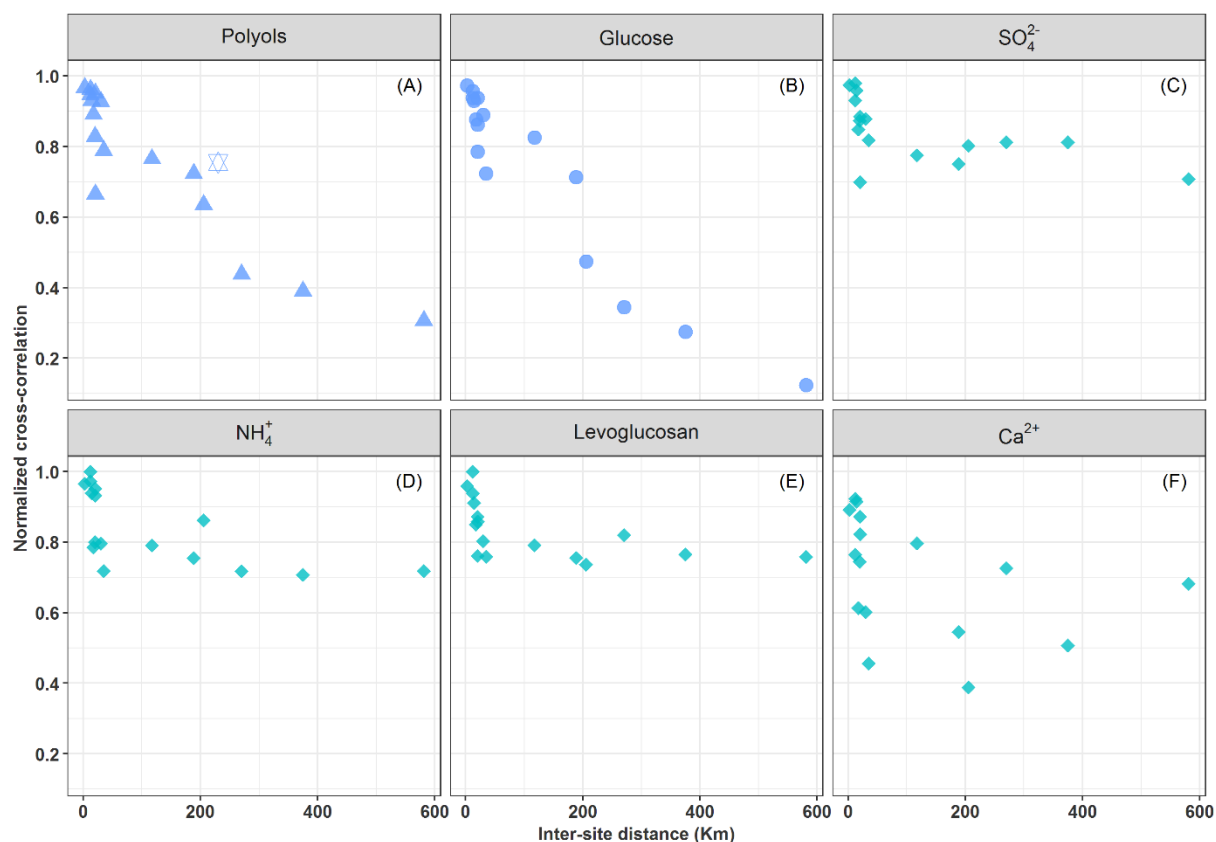 Polyols
Glucose
SO₄²⁻
(A)
(B)
(C)
1.0
0.8
0.6
0.4
0.2
NH₄⁺
Levoglucosan
Ca²⁺
(D)
(E)
(F)
1.0
0.8
0.6
0.4
0.2
Normalized cross-correlation
0 200 400 600
0 200 400 600
0 200 400 600
Inter-site distance (Km)